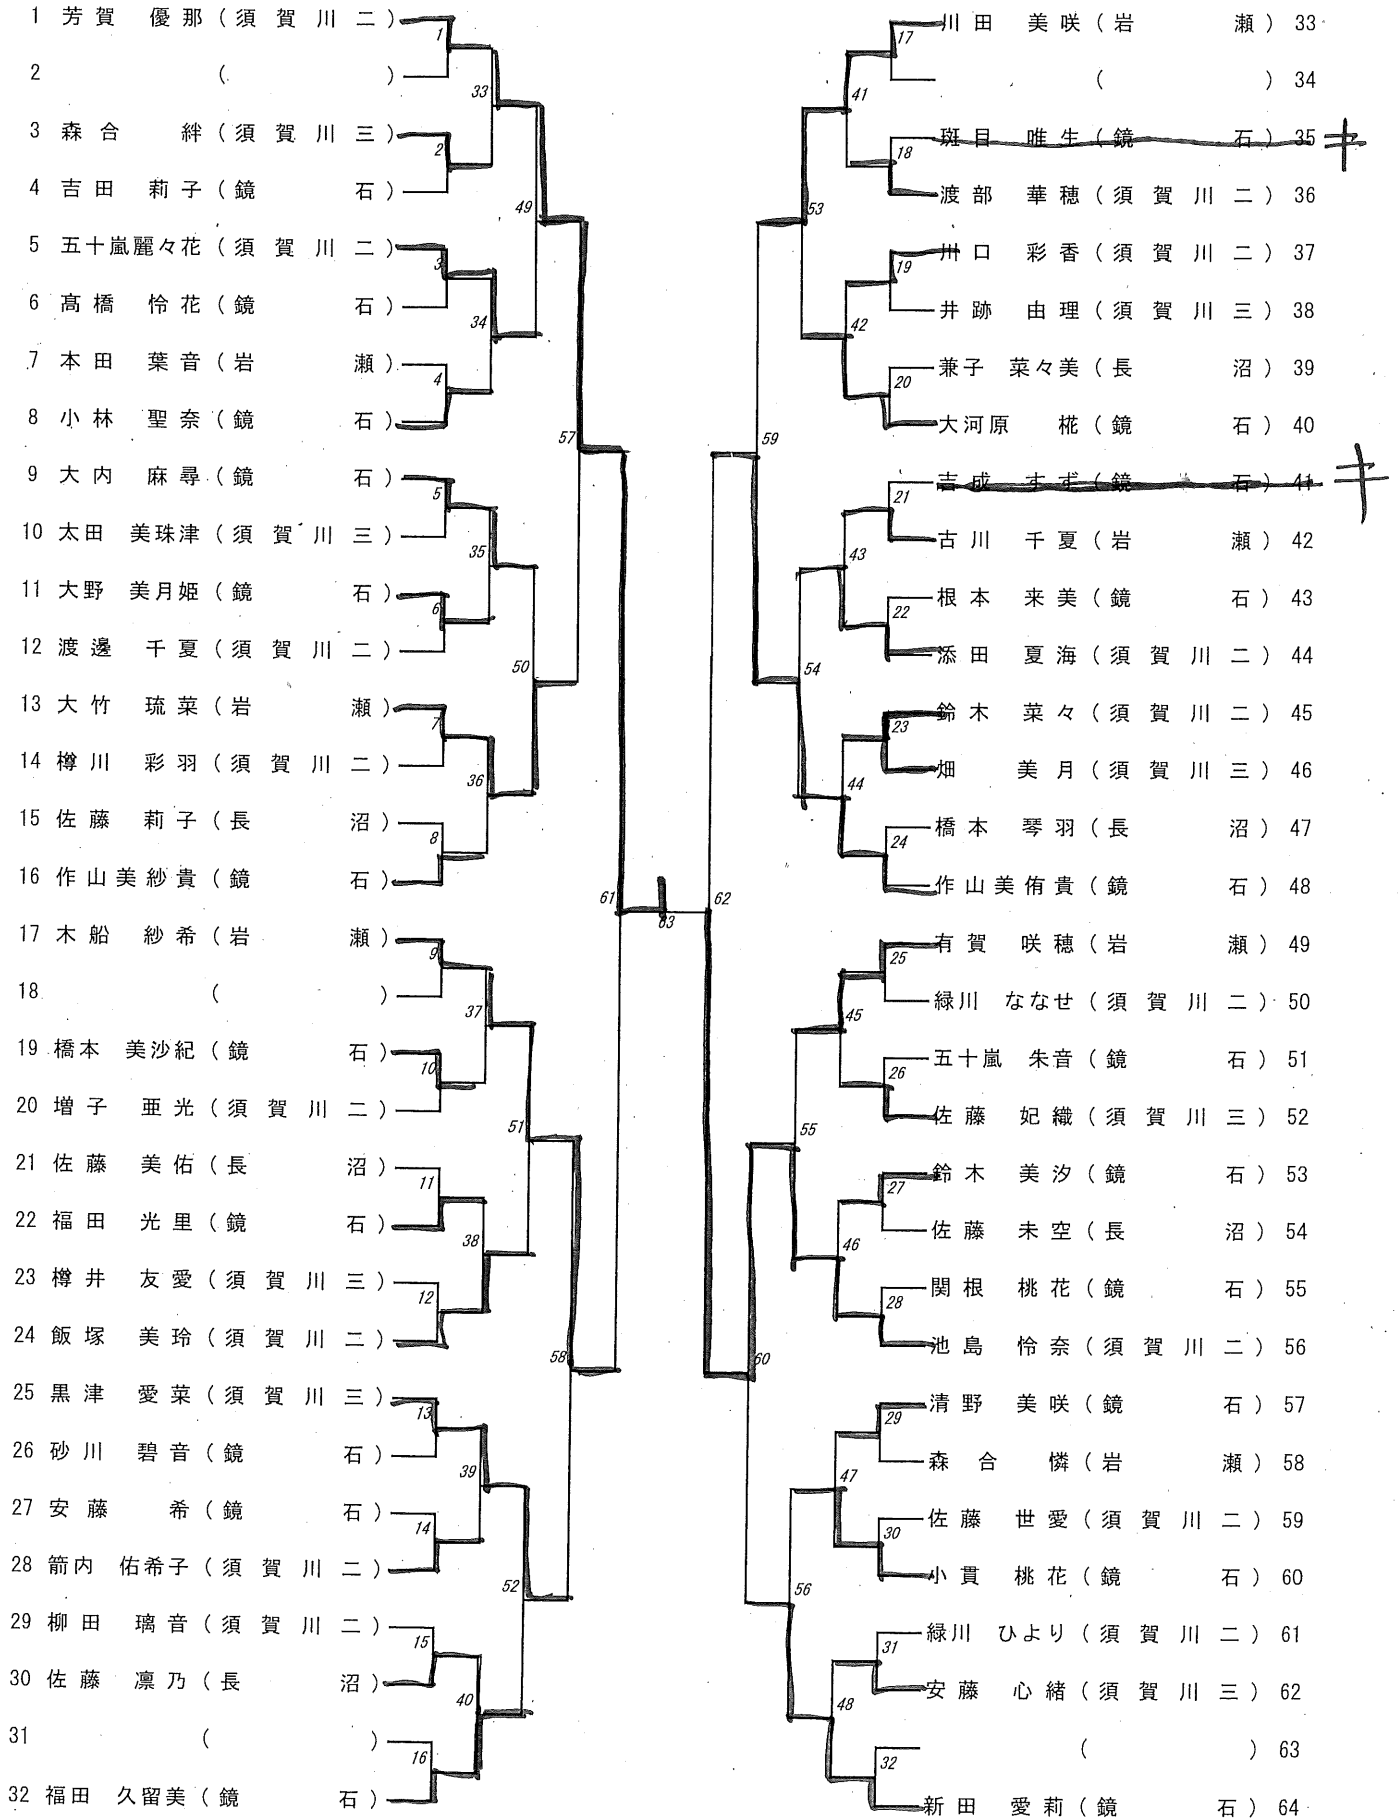 1 芳賀 優那 (須賀川二)
2 ( )
3 森合 絆 (須賀川三)
4 吉田 莉子 (鏡石)
5 五十嵐麗々花 (須賀川二)
6 髙橋 怜花 (鏡石)
7 本田 葉音 (岩瀬)
8 小林 聖奈 (鏡石)
9 大内 麻尋 (鏡石)
10 太田 美珠津 (須賀川三)
11 大野 美月姫 (鏡石)
12 渡邊 千夏 (須賀川二)
13 大竹 琉菜 (岩瀬)
14 樽川 彩羽 (須賀川二)
15 佐藤 莉子 (長沼)
16 作山美紗貴 (鏡石)
17 木船 紗希 (岩瀬)
18 ( )
19 橋本 美沙紀 (鏡石)
20 増子 亜光 (須賀川二)
21 佐藤 美佑 (長沼)
22 福田 光里 (鏡石)
23 樽井 友愛 (須賀川三)
24 飯塚 美玲 (須賀川二)
25 黒津 愛菜 (須賀川三)
26 砂川 碧音 (鏡石)
27 安藤 希 (鏡石)
28 箭内 佑希子 (須賀川二)
29 柳田 璃音 (須賀川二)
30 佐藤 凛乃 (長沼)
31 ( )
32 福田 久留美 (鏡石)
1
2
3
4
5
6
7
8
9
10
11
12
13
14
15
16
33
34
35
36
37
38
39
40
49
50
51
52
57
58
61
63
62
59
60
53
54
55
56
41
42
43
44
45
46
47
48
17
18
19
20
21
22
23
24
25
26
27
28
29
30
31
32
川田 美咲 (岩瀬) 33
( ) 34
斑目 唯生 (鏡石) 35 キ
渡部 華穂 (須賀川二) 36
川口 彩香 (須賀川二) 37
井跡 由理 (須賀川三) 38
兼子 菜々美 (長沼) 39
大河原 椛 (鏡石) 40
吉成 すず (鏡石) 41 キ
古川 千夏 (岩瀬) 42
根本 来美 (鏡石) 43
添田 夏海 (須賀川二) 44
鈴木 菜々 (須賀川二) 45
畑 美月 (須賀川三) 46
橋本 琴羽 (長沼) 47
作山美侑貴 (鏡石) 48
有賀 咲穂 (岩瀬) 49
緑川 ななせ (須賀川二) 50
五十嵐 朱音 (鏡石) 51
佐藤 妃織 (須賀川三) 52
鈴木 美汐 (鏡石) 53
佐藤 未空 (長沼) 54
関根 桃花 (鏡石) 55
池島 怜奈 (須賀川二) 56
清野 美咲 (鏡石) 57
森合 憐 (岩瀬) 58
佐藤 世愛 (須賀川二) 59
小貫 桃花 (鏡石) 60
緑川 ひより (須賀川二) 61
安藤 心緒 (須賀川三) 62
( ) 63
新田 愛莉 (鏡石) 64